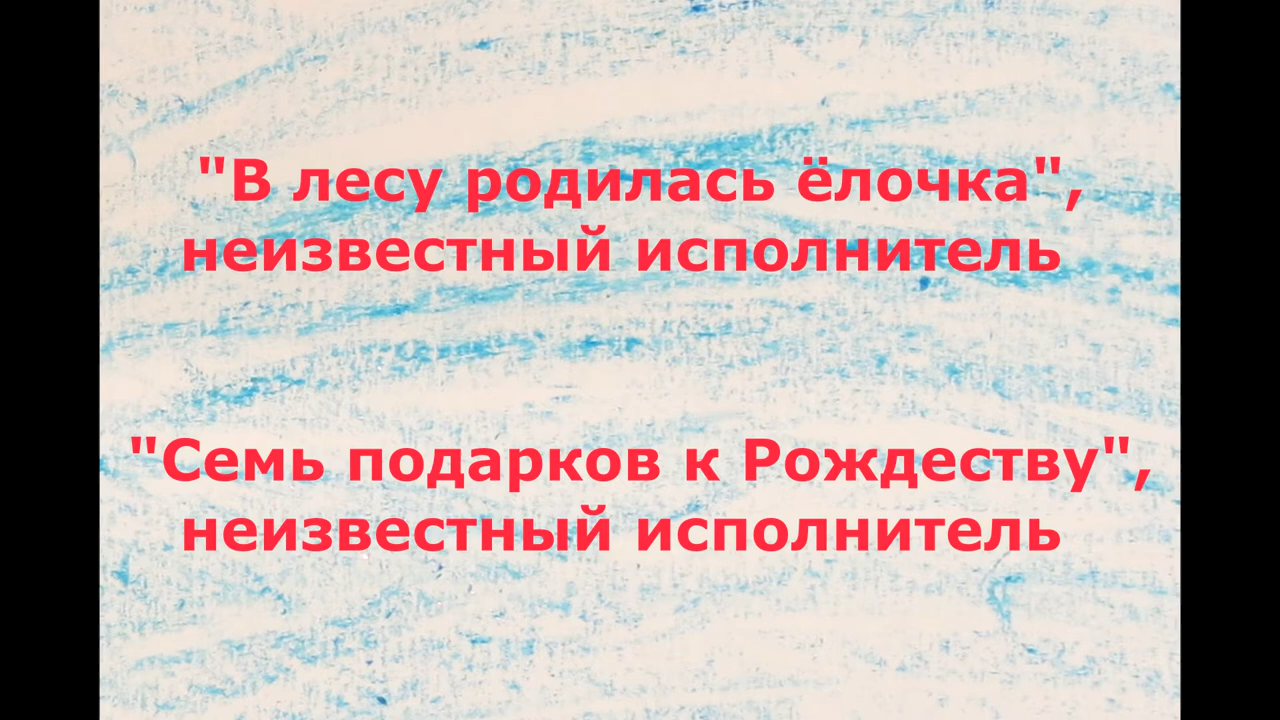 "В лесу родилась ёлочка",
неизвестный исполнитель
"Семь подарков к Рождеству",
неизвестный исполнитель